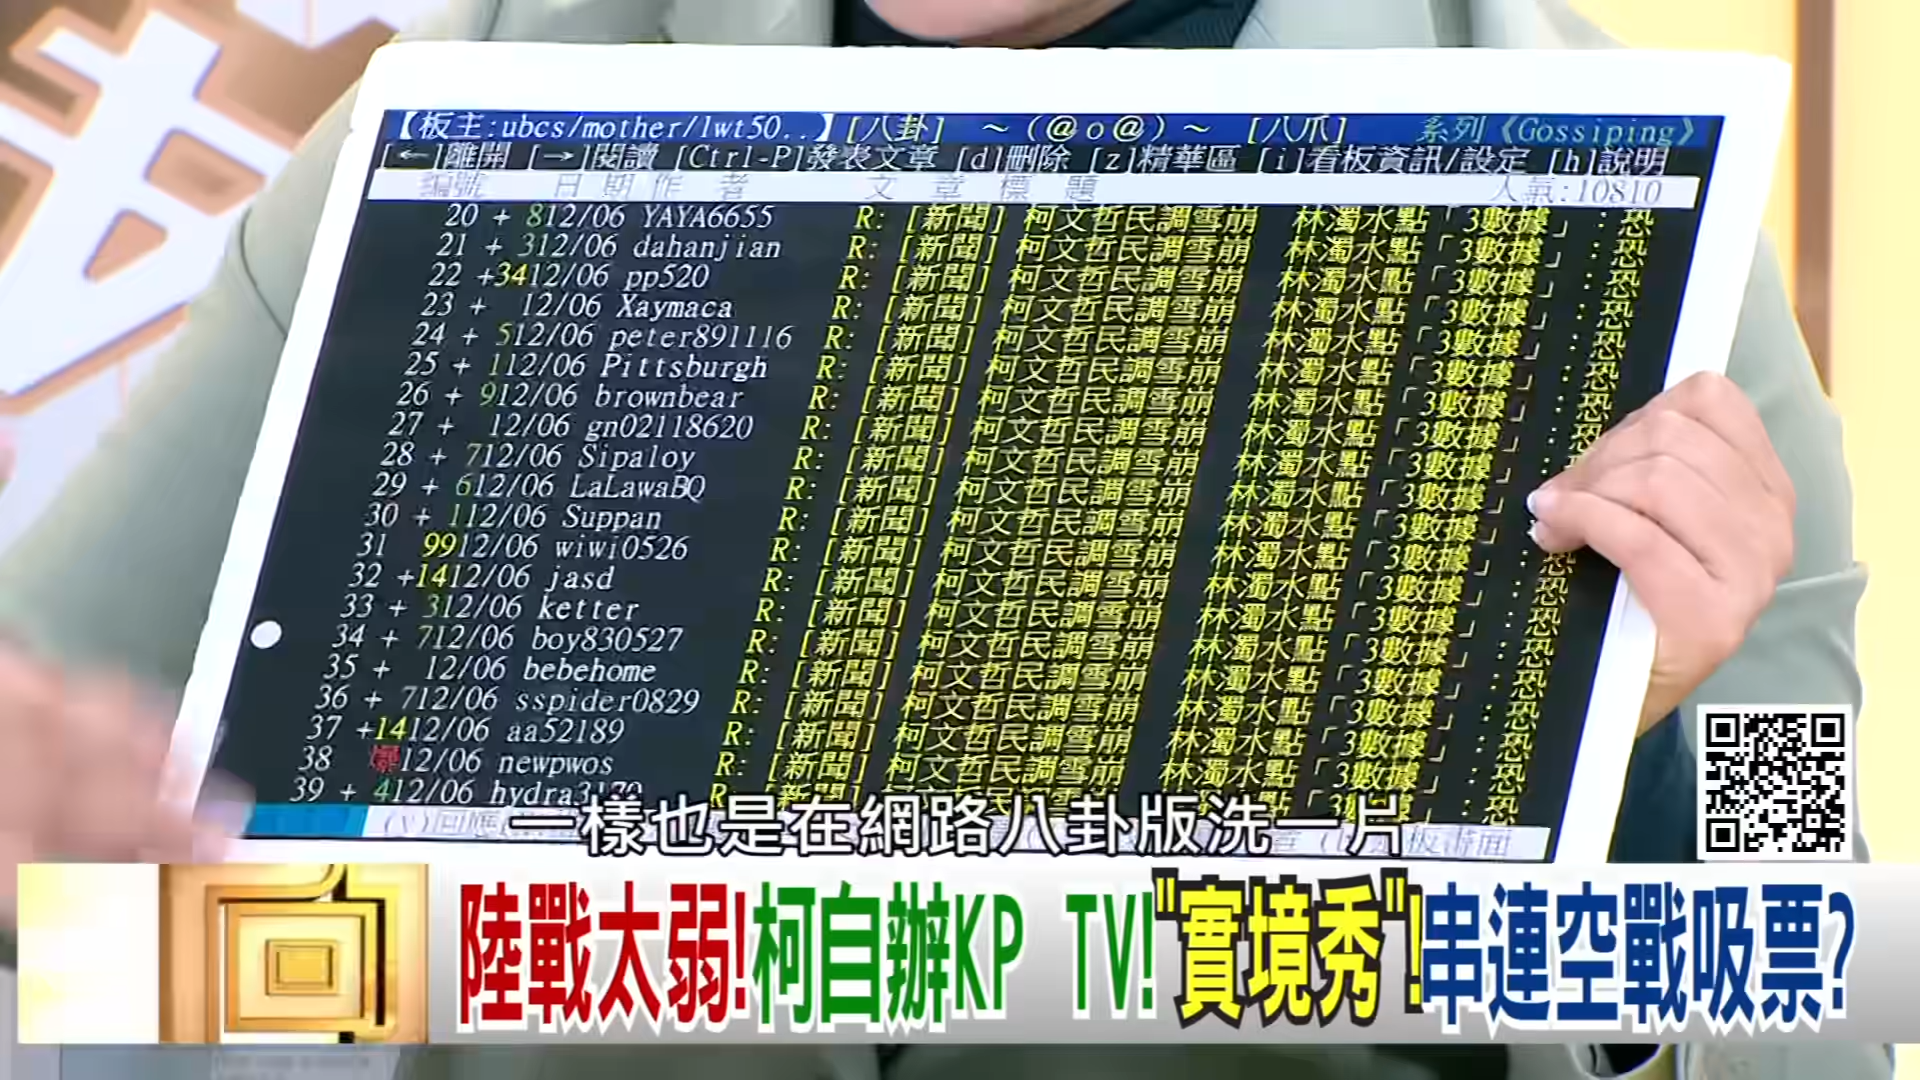 【板主:ubcs/mother/lwt50..】[八卦] ～(@o@)～ [八爪] 系列《Gossiping》
[←]離開 [→]閱讀 [Ctrl-P]發表文章 [d]刪除 [z]精華區 [i]看板資訊/設定 [h]說明
編號 日 期 作 者 文 章 標 題 人氣:10810
20 + 812/06 YAYA6655 R: [新聞] 柯文哲民調雪崩 林濁水點「3數據」:恐
21 + 312/06 dahanjian R: [新聞] 柯文哲民調雪崩 林濁水點「3數據」:恐
22 +3412/06 pp520 R: [新聞] 柯文哲民調雪崩 林濁水點「3數據」:恐
23 + 12/06 Xaymaca R: [新聞] 柯文哲民調雪崩 林濁水點「3數據」:恐
24 + 512/06 peter891116 R: [新聞] 柯文哲民調雪崩 林濁水點「3數據」:恐
25 + 112/06 Pittsburgh R: [新聞] 柯文哲民調雪崩 林濁水點「3數據」:恐
26 + 912/06 brownbear R: [新聞] 柯文哲民調雪崩 林濁水點「3數據」:恐
27 + 12/06 gn02118620 R: [新聞] 柯文哲民調雪崩 林濁水點「3數據」:恐
28 + 712/06 Sipaloy R: [新聞] 柯文哲民調雪崩 林濁水點「3數據」
29 + 612/06 LaLawaBQ R: [新聞] 柯文哲民調雪崩 林濁水點「3數據」
30 + 112/06 Suppan R: [新聞] 柯文哲民調雪崩 林濁水點「3數據」
31 9912/06 wiwi0526 R: [新聞] 柯文哲民調雪崩 林濁水點「3數據」:恐
32 +1412/06 jasd R: [新聞] 柯文哲民調雪崩 林濁水點「3數據」:恐
33 + 312/06 ketter R: [新聞] 柯文哲民調雪崩 林濁水點「3數據」:恐
34 + 712/06 boy830527 R: [新聞] 柯文哲民調雪崩 林濁水點「3數據」:恐
35 + 12/06 bebehome R: [新聞] 柯文哲民調雪崩 林濁水點「3數據」:恐
36 + 712/06 sspider0829 R: [新聞] 柯文哲民調雪崩 林濁水點「3數據」:恐
37 +1412/06 aa52189 R: [新聞] 柯文哲民調雪崩 林濁水點「3數據」:恐
38 爆12/06 newpwos R: [新聞] 柯文哲民調雪崩 林濁水點「3數據」:恐
39 + 412/06 hydra3179 R: [新聞] 柯文哲民調雪崩 林濁水點「3數據」:恐
一樣也是在網路八卦版洗一片
陸戰太弱!柯自辦KP TV!"實境秀"!串連空戰吸票?